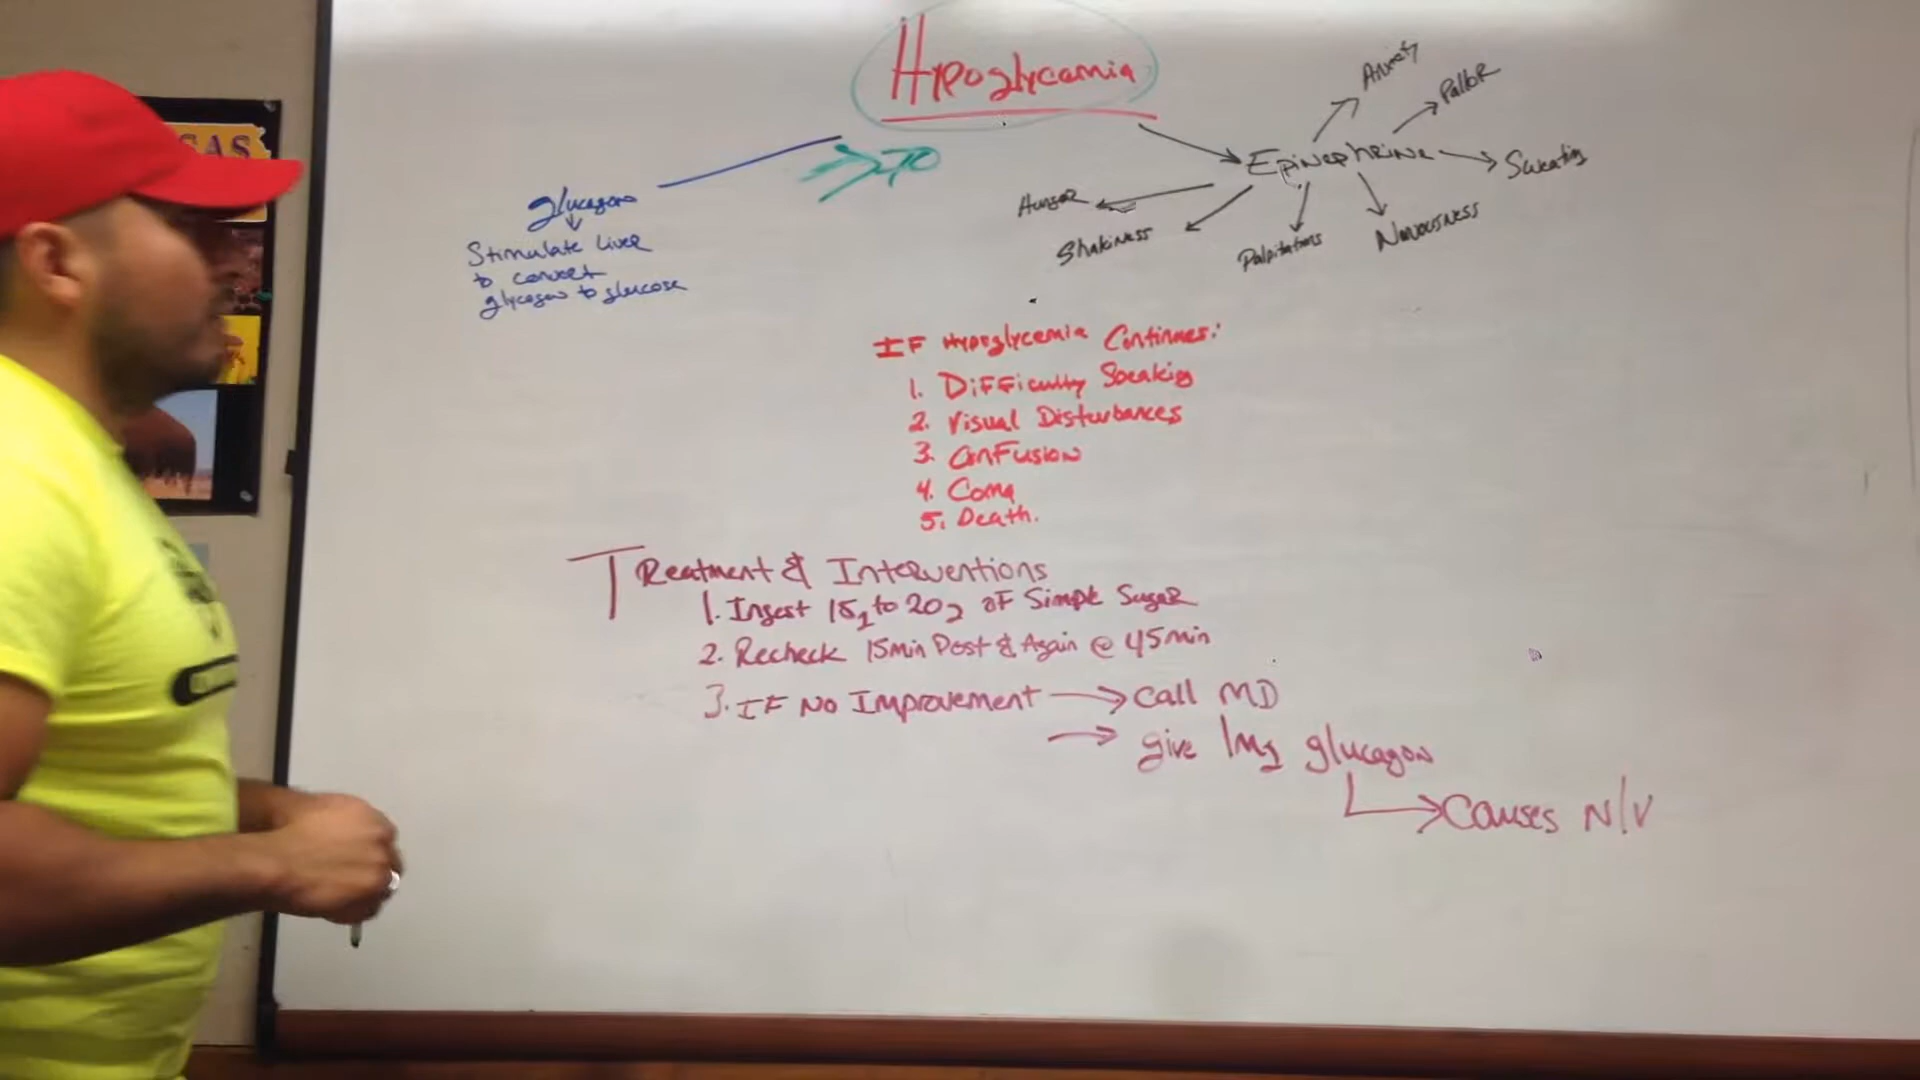 SAS
Hypoglycemia
>70
glucagon
Stimulate Liver
to convert
glycogen to glucose
Epinephrine
Anxiety
Pallor
Sweating
Nervousness
Palpitations
Shakiness
Hunger
IF Hypoglycemia Continues:
1. Difficulty Speaking
2. Visual Disturbances
3. Confusion
4. Coma
5. Death.
Treatment & Interventions
1. Ingest 15g to 20g of Simple Sugar
2. Recheck 15min Post & Again @ 45min
3. IF No Improvement → Call MD
→ give 1mg glucagon
→ Causes N/V